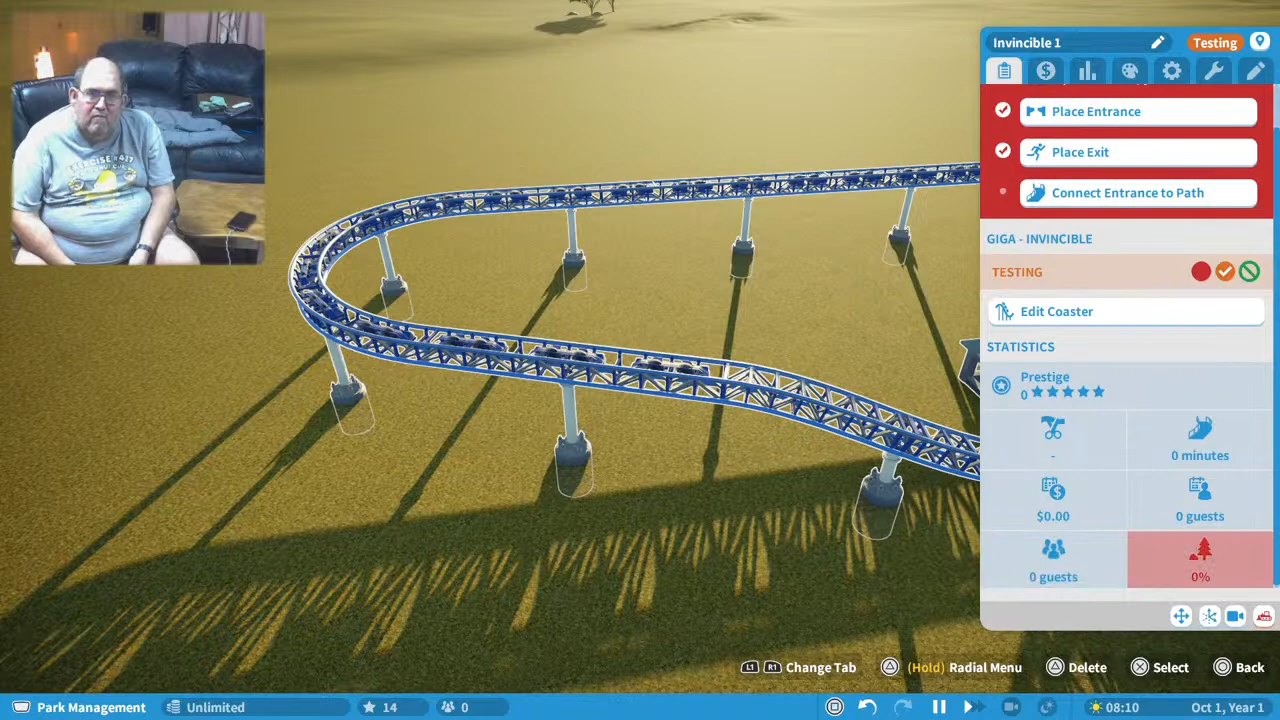 Invincible 1
Testing
Place Entrance
Place Exit
Connect Entrance to Path
GIGA - INVINCIBLE
TESTING
Edit Coaster
STATISTICS
Prestige
0
-
0 minutes
$0.00
0 guests
0 guests
0%
L1 R1 Change Tab
(Hold) Radial Menu
Delete
Select
Back
Park Management
Unlimited
14
0
08:10
Oct 1, Year 1